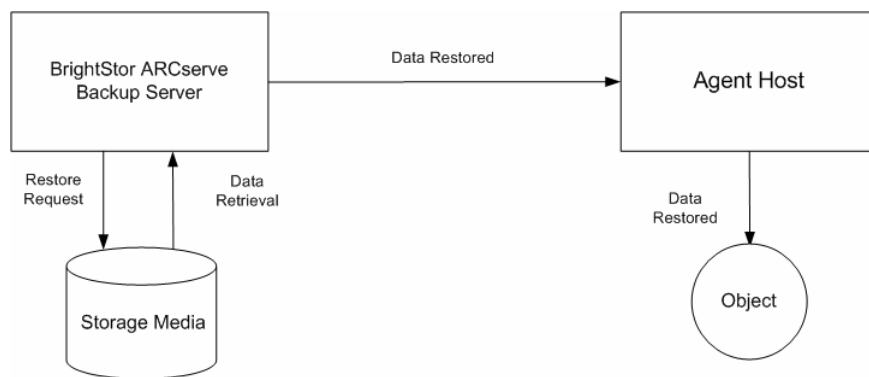 BrightStor ARCserve
Backup Server
Data Restored
Agent Host
Restore
Request
Data
Retrieval
Data
Restored
Storage Media
Object